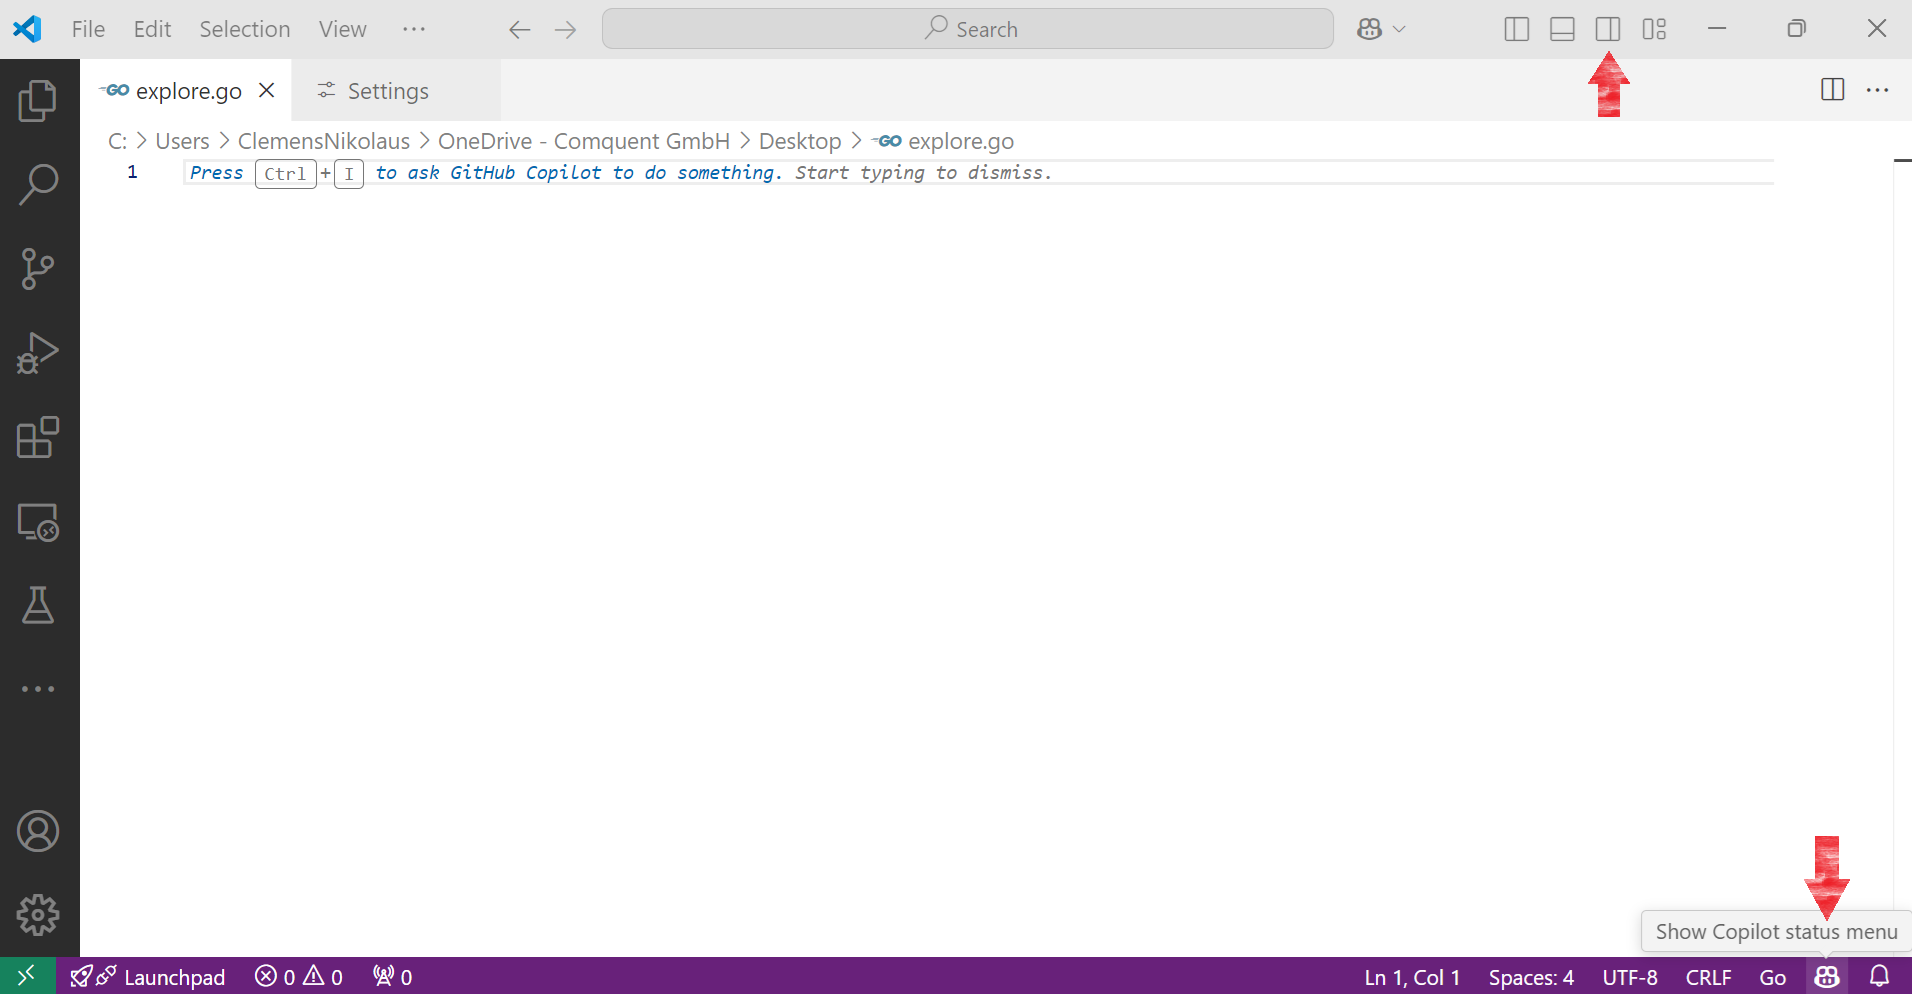 File Edit Selection View ··· Search
GO explore.go Settings ···
C: > Users > ClemensNikolaus > OneDrive - Comquent GmbH > Desktop > GO explore.go
1 Press Ctrl+I to ask GitHub Copilot to do something. Start typing to dismiss.
Show Copilot status menu
Launchpad 0 0 0 Ln 1, Col 1 Spaces: 4 UTF-8 CRLF Go